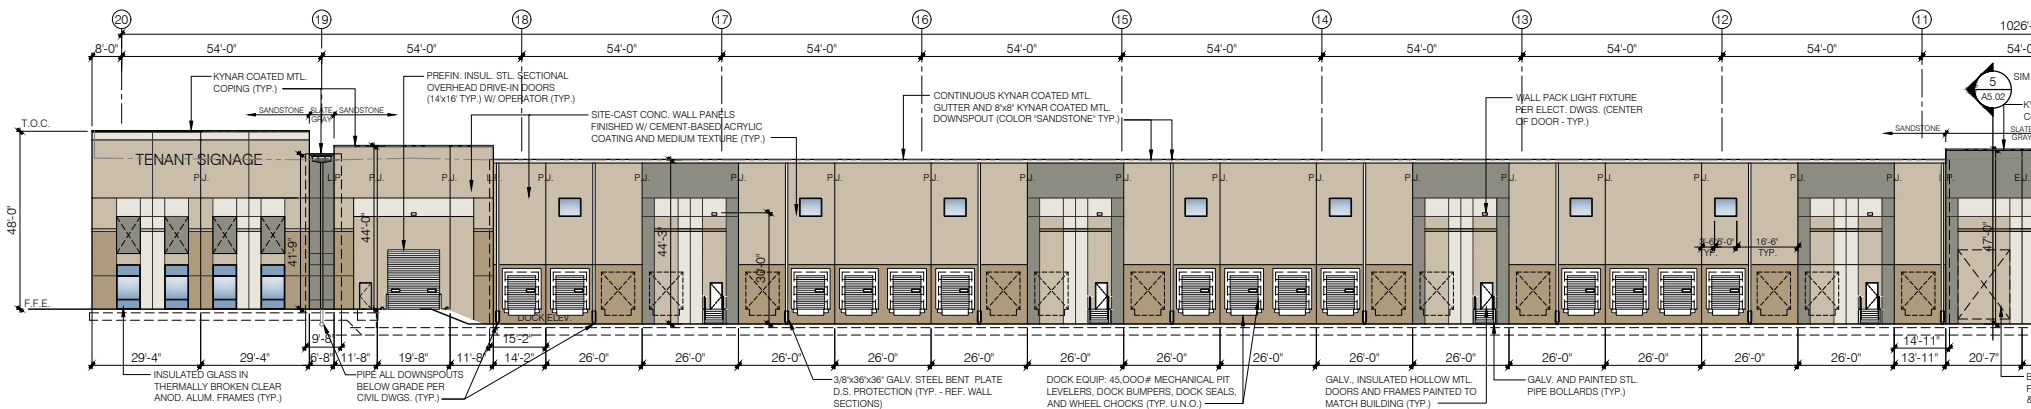 20 19 18 17 16 15 14 13 12 11
1026'-
8'-0" 54'-0" 54'-0" 54'-0" 54'-0" 54'-0" 54'-0" 54'-0" 54'-0" 54'-0" 54'-0
KYNAR COATED MTL.
COPING (TYP.)
PREFIN. INSUL. STL. SECTIONAL
OVERHEAD DRIVE-IN DOORS
(14'x16' TYP.) W/ OPERATOR (TYP.)
SITE-CAST CONC. WALL PANELS
FINISHED W/ CEMENT-BASED ACRYLIC
COATING AND MEDIUM TEXTURE (TYP.)
CONTINUOUS KYNAR COATED MTL.
GUTTER AND 8"x8" KYNAR COATED MTL.
DOWNSPOUT (COLOR "SANDSTONE" TYP.)
WALL PACK LIGHT FIXTURE
PER ELECT. DWGS. (CENTER
OF DOOR - TYP.)
5
A5.02
SIM.
SANDSTONE SLATE GRAY SANDSTONE
SANDSTONE SLATE
GRAY
T.O.C.
TENANT SIGNAGE
P.J. P.J. L.P. P.J. P.J. L.P. P.J. P.J. P.J. P.J. P.J. P.J. P.J. P.J. P.J. P.J. P.J. P.J. P.J. P.J. P.J. P.J. E.J.
48'-0"
41'-9"
44'-0"
44'-3"
30'-0"
16'-6"
TYP.
TYP.
47'-0"
F.F.E.
DOCK ELEV.
9'-8" 15'-2" 14'-11"
29'-4" 29'-4" 6'-8" 11'-8" 19'-8" 11'-8" 14'-2" 26'-0" 26'-0" 26'-0" 26'-0" 26'-0" 26'-0" 26'-0" 26'-0" 26'-0" 26'-0" 26'-0" 26'-0" 26'-0" 26'-0" 13'-11" 20'-7"
INSULATED GLASS IN
THERMALLY BROKEN CLEAR
ANOD. ALUM. FRAMES (TYP.)
PIPE ALL DOWNSPOUTS
BELOW GRADE PER
CIVIL DWGS. (TYP.)
3/8"x36"x36" GALV. STEEL BENT PLATE
D.S. PROTECTION (TYP. - REF. WALL
SECTIONS)
DOCK EQUIP: 45,000# MECHANICAL PIT
LEVELERS, DOCK BUMPERS, DOCK SEALS,
AND WHEEL CHOCKS (TYP. U.N.O.)
GALV., INSULATED HOLLOW MTL.
DOORS AND FRAMES PAINTED TO
MATCH BUILDING (TYP.)
GALV. AND PAINTED STL.
PIPE BOLLARDS (TYP.)